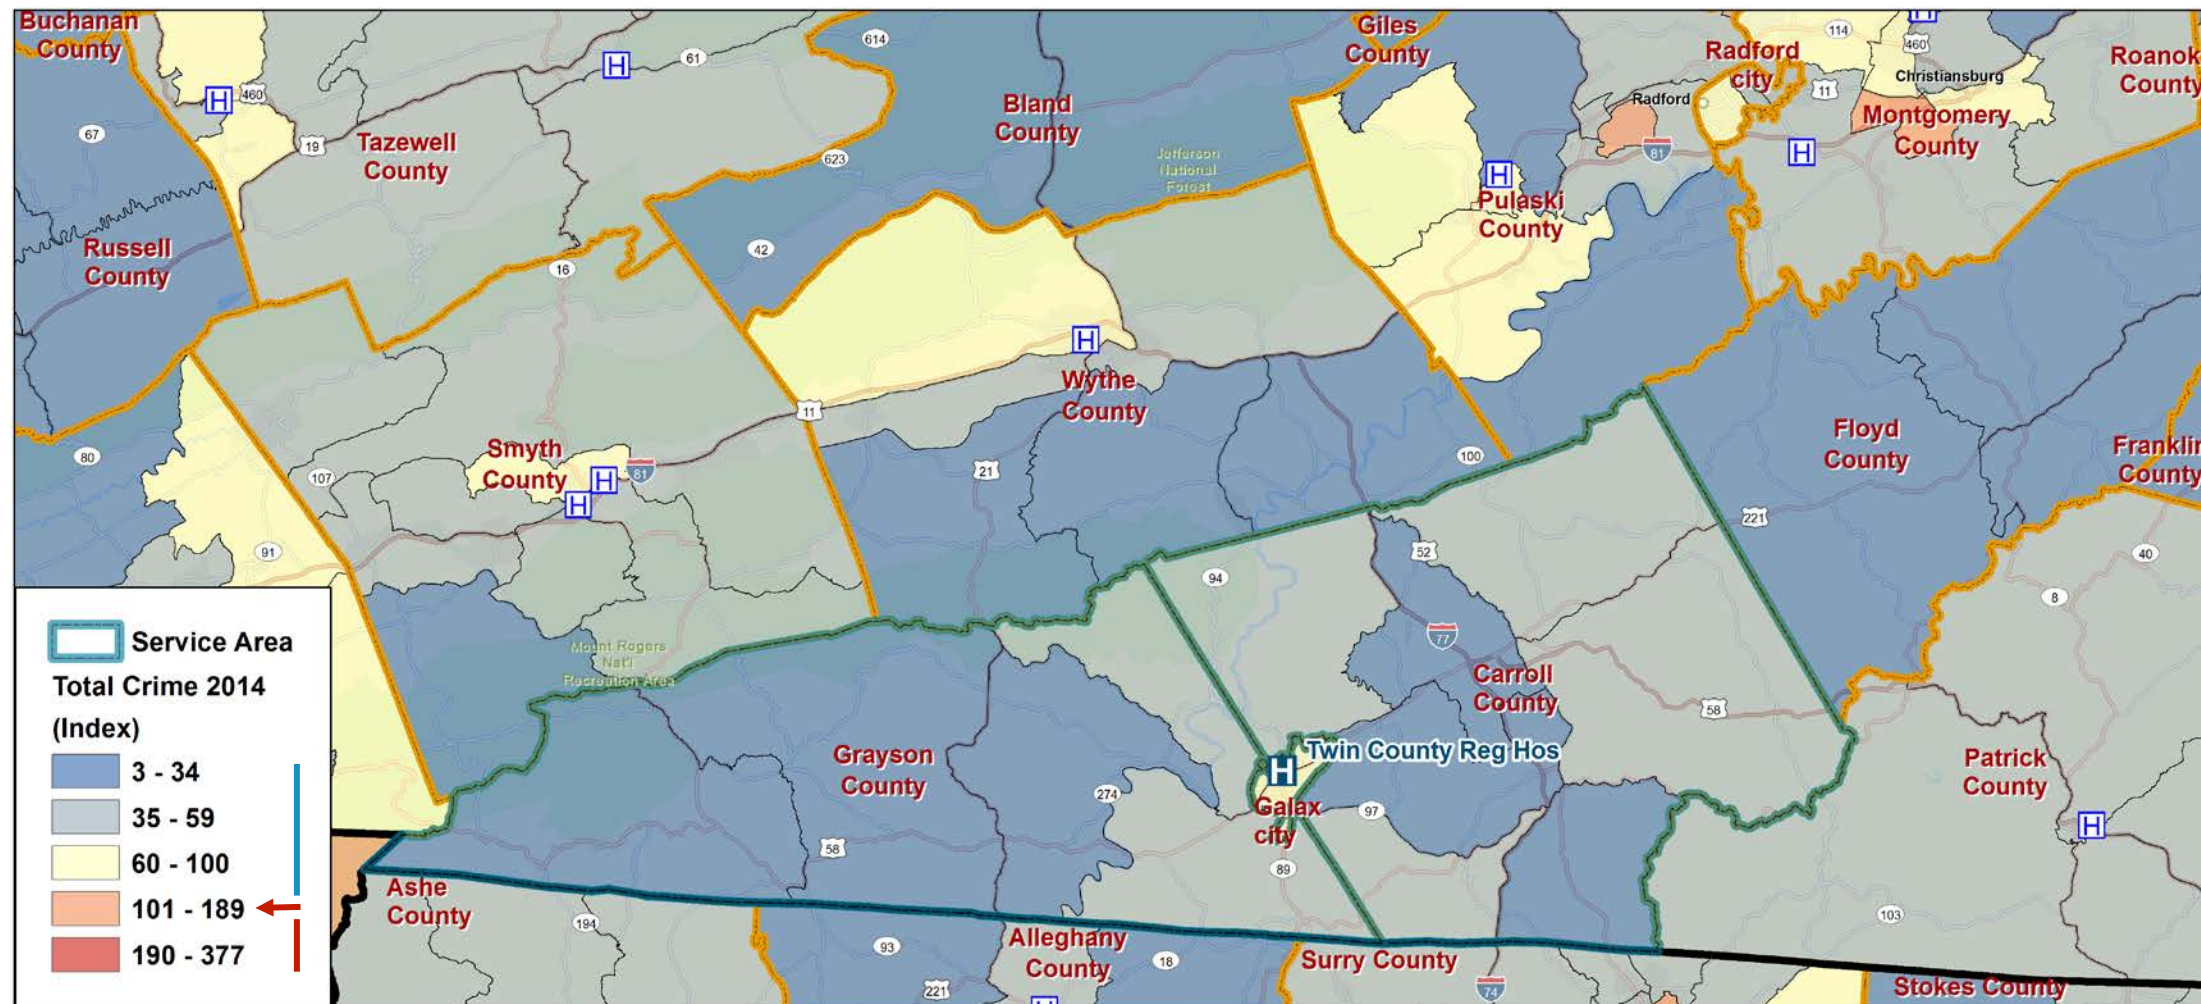 Buchanan
County
614
Giles
County
114
460
Radford
city
Roanok
County
61
H
H
460
Bland
County
Christiansburg
Radford
11
Montgomery
County
67
19
Tazewell
County
623
Jefferson
National
Forest
81
H
H
Pulaski
County
Russell
County
42
16
H
Wythe
County
11
Smyth
County
81
H
H
80
107
21
100
Floyd
County
Franklin
County
221
91
52
94
40
8
77
Mount Rogers
Nat'l
Recreation Area
Carroll
County
58
Grayson
County
Twin County Reg Hos
H
Galax
city
274
97
Patrick
County
H
58
89
Ashe
County
194
93
Alleghany
County
18
Surry County
103
221
H
74
Stokes County
Service Area
Total Crime 2014
(Index)
3 - 34
35 - 59
60 - 100
101 - 189
190 - 377